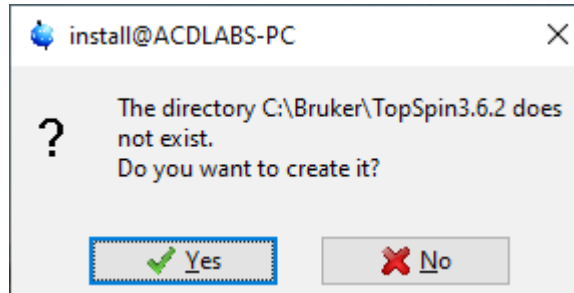 install@ACDLABS-PC
The directory C:\Bruker\TopSpin3.6.2 does
not exist.
Do you want to create it?
Yes
No